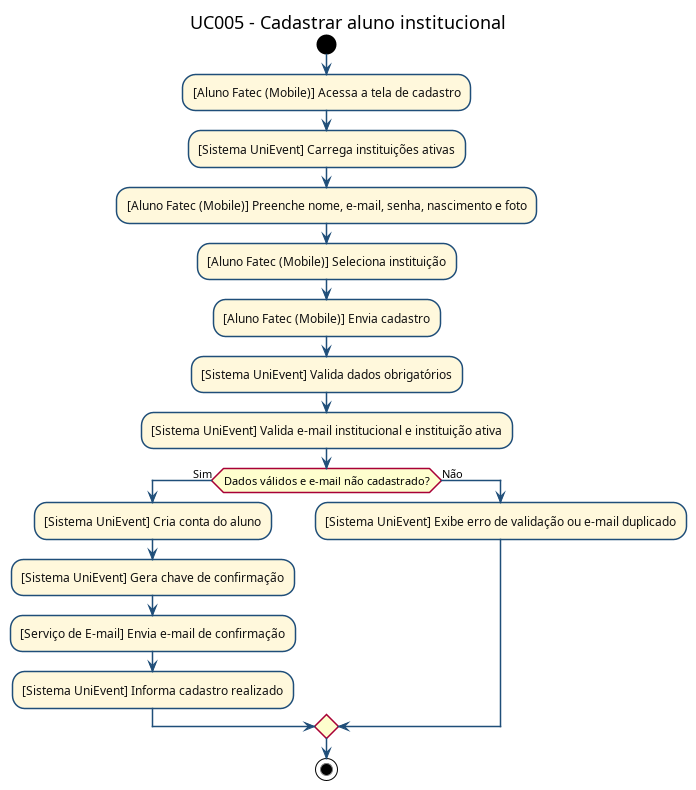 UC005 - Cadastrar aluno institucional
[Aluno Fatec (Mobile)] Acessa a tela de cadastro
[Sistema UniEvent] Carrega instituições ativas
[Aluno Fatec (Mobile)] Preenche nome, e-mail, senha, nascimento e foto
[Aluno Fatec (Mobile)] Seleciona instituição
[Aluno Fatec (Mobile)] Envia cadastro
[Sistema UniEvent] Valida dados obrigatórios
[Sistema UniEvent] Valida e-mail institucional e instituição ativa
Dados válidos e e-mail não cadastrado?
Sim
Não
[Sistema UniEvent] Cria conta do aluno
[Sistema UniEvent] Exibe erro de validação ou e-mail duplicado
[Sistema UniEvent] Gera chave de confirmação
[Serviço de E-mail] Envia e-mail de confirmação
[Sistema UniEvent] Informa cadastro realizado